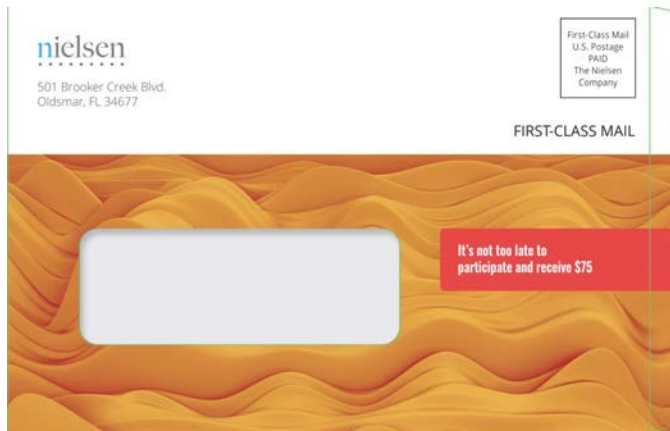 nielsen
501 Brooker Creek Blvd.
Oldsmar, FL 34677
First-Class Mail
U.S. Postage
PAID
The Nielsen
Company
FIRST-CLASS MAIL
It's not too late to
participate and receive $75